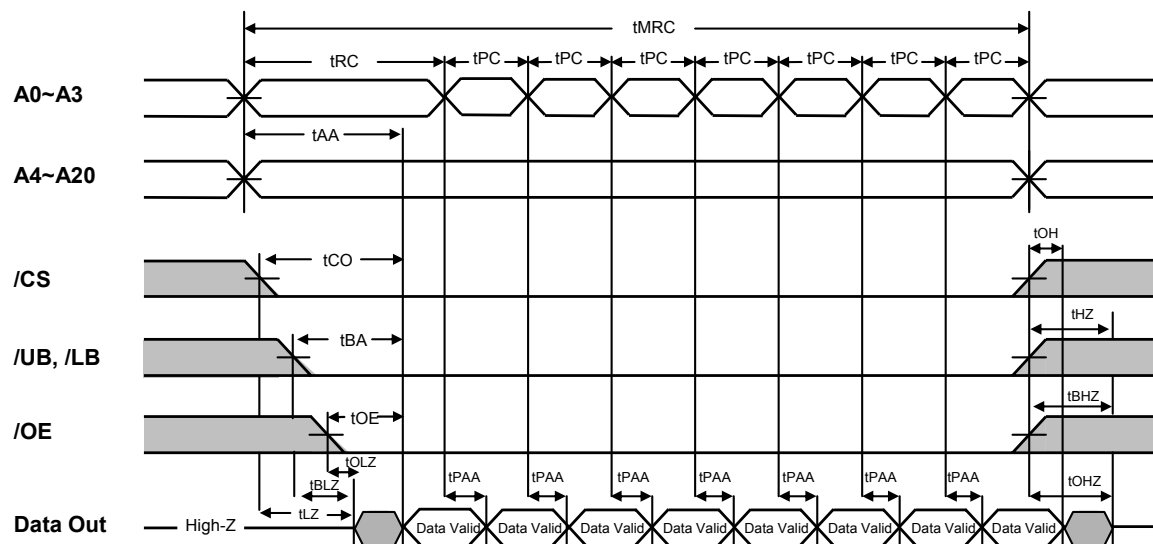 tMRC
tRC tPC tPC tPC tPC tPC tPC tPC
A0~A3
tAA
A4~A20
tOH
tCO
/CS
tHZ
tBA
/UB, /LB
tBHZ
tOE
/OE
tOLZ
tPAA tPAA tPAA tPAA tPAA tPAA tPAA
tBLZ
tOHZ
tLZ
Data Out High-Z Data Valid Data Valid Data Valid Data Valid Data Valid Data Valid Data Valid Data Valid